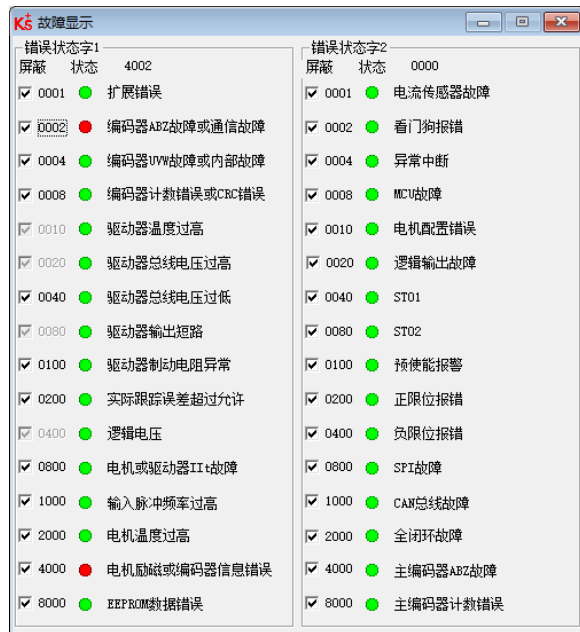 Ks 故障显示
错误状态字1
屏蔽 状态 4002
0001 扩展错误
0002 编码器ABZ故障或通信故障
0004 编码器UVW故障或内部故障
0008 编码器计数错误或CRC错误
0010 驱动器温度过高
0020 驱动器总线电压过高
0040 驱动器总线电压过低
0080 驱动器输出短路
0100 驱动器制动电阻异常
0200 实际跟踪误差超过允许
0400 逻辑电压
0800 电机或驱动器IIt故障
1000 输入脉冲频率过高
2000 电机温度过高
4000 电机励磁或编码器信息错误
8000 EEPROM数据错误
错误状态字2
屏蔽 状态 0000
0001 电流传感器故障
0002 看门狗报错
0004 异常中断
0008 MCU故障
0010 电机配置错误
0020 逻辑输出故障
0040 STO1
0080 STO2
0100 预使能报警
0200 正限位报错
0400 负限位报错
0800 SPI故障
1000 CAN总线故障
2000 全闭环故障
4000 主编码器ABZ故障
8000 主编码器计数错误